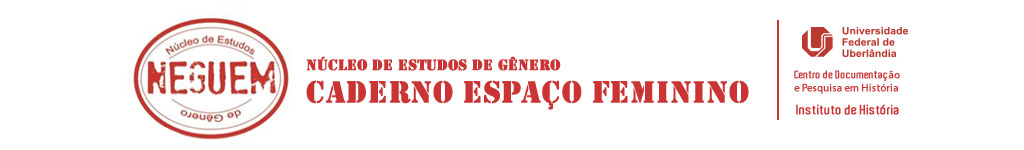 Núcleo de Estudos
NEGUEM
de Gênero
NÚCLEO DE ESTUDOS DE GÊNERO
CADERNO ESPAÇO FEMININO
Universidade
Federal de
Uberlândia
Centro de Documentação
e Pesquisa em História
Instituto de História